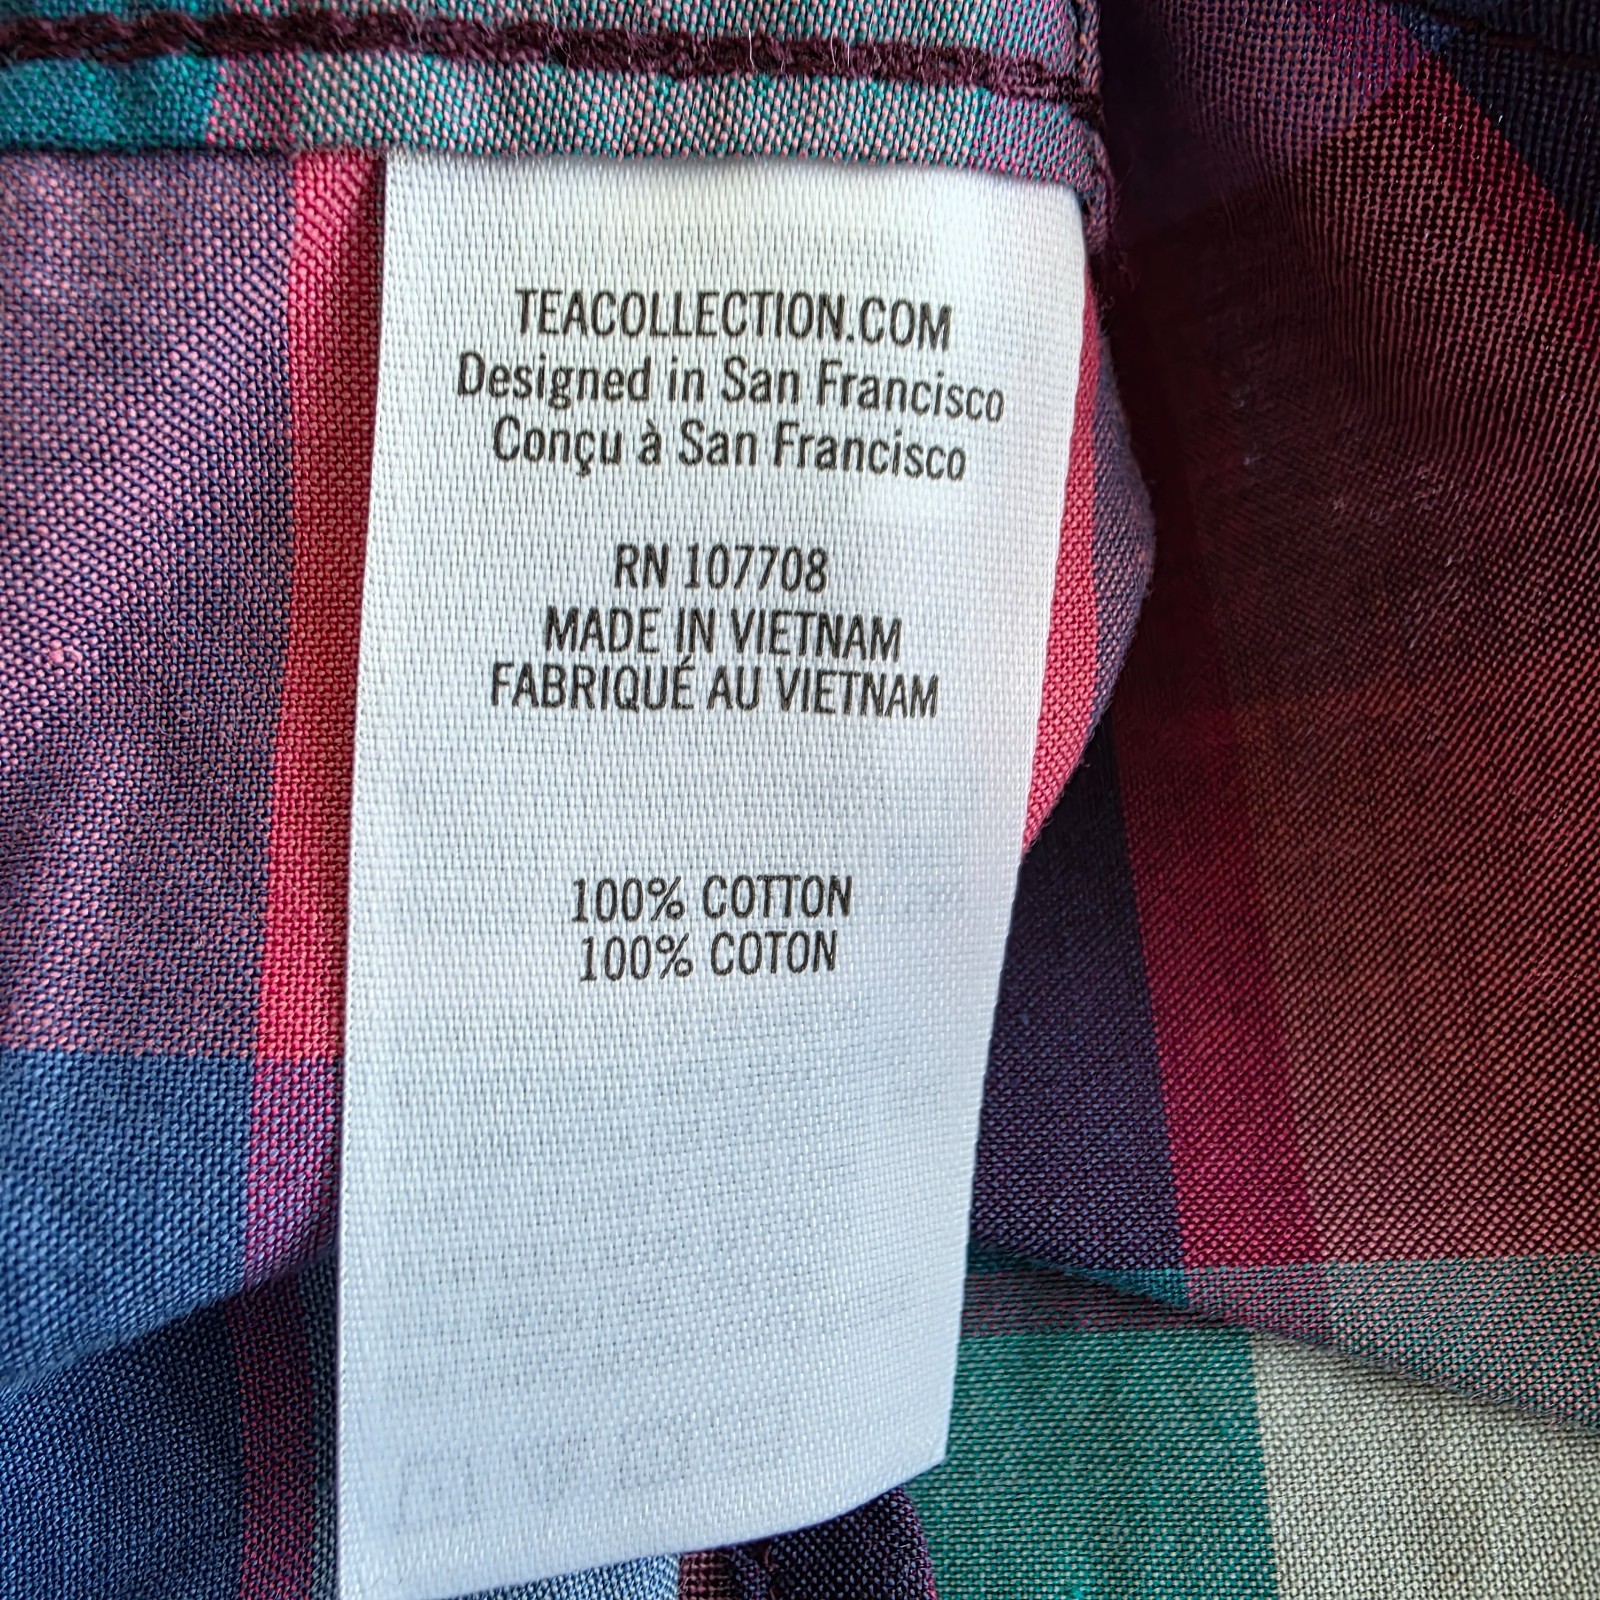 TEACOLLECTION.COM
Designed in San Francisco
Conçu à San Francisco
RN 107708
MADE IN VIETNAM
FABRIQUÉ AU VIETNAM
100% COTTON
100% COTON